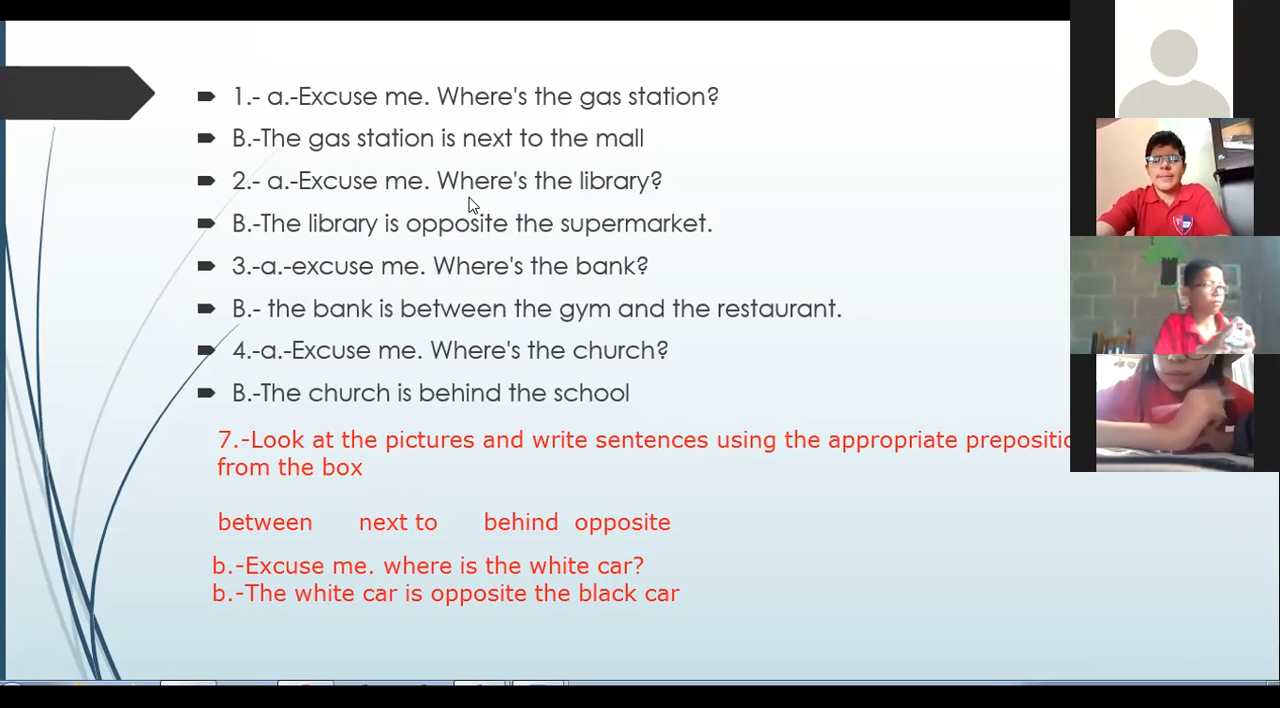 1.- a.-Excuse me. Where's the gas station?
B.-The gas station is next to the mall
2.- a.-Excuse me. Where's the library?
B.-The library is opposite the supermarket.
3.-a.-excuse me. Where's the bank?
B.- the bank is between the gym and the restaurant.
4.-a.-Excuse me. Where's the church?
B.-The church is behind the school
7.-Look at the pictures and write sentences using the appropriate
from the box
between next to behind opposite
b.-Excuse me. where is the white car?
b.-The white car is opposite the black car